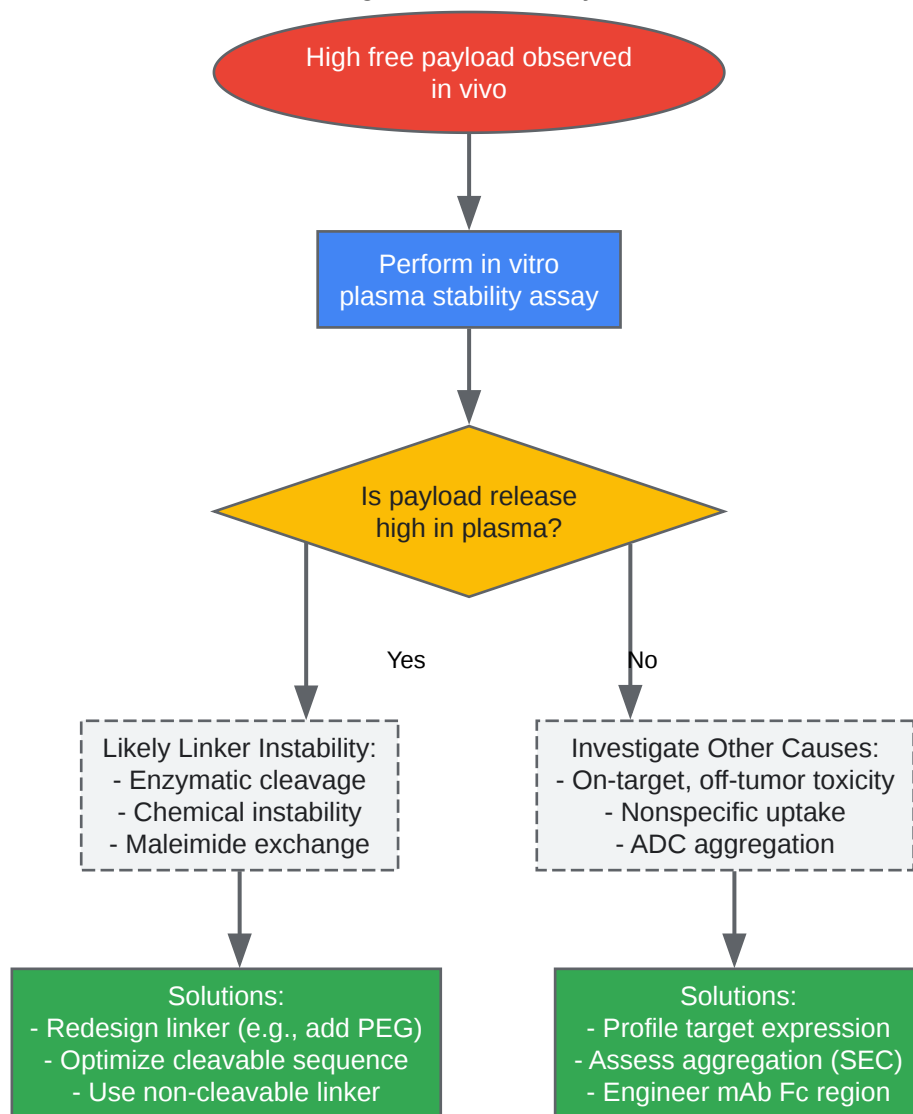 High free payload observed
in vivo
Perform in vitro
plasma stability assay
Is payload release
high in plasma?
Yes
No
Likely Linker Instability:
- Enzymatic cleavage
- Chemical instability
- Maleimide exchange
Investigate Other Causes:
- On-target, off-tumor toxicity
- Nonspecific uptake
- ADC aggregation
Solutions:
- Redesign linker (e.g., add PEG)
- Optimize cleavable sequence
- Use non-cleavable linker
Solutions:
- Profile target expression
- Assess aggregation (SEC)
- Engineer mAb Fc region